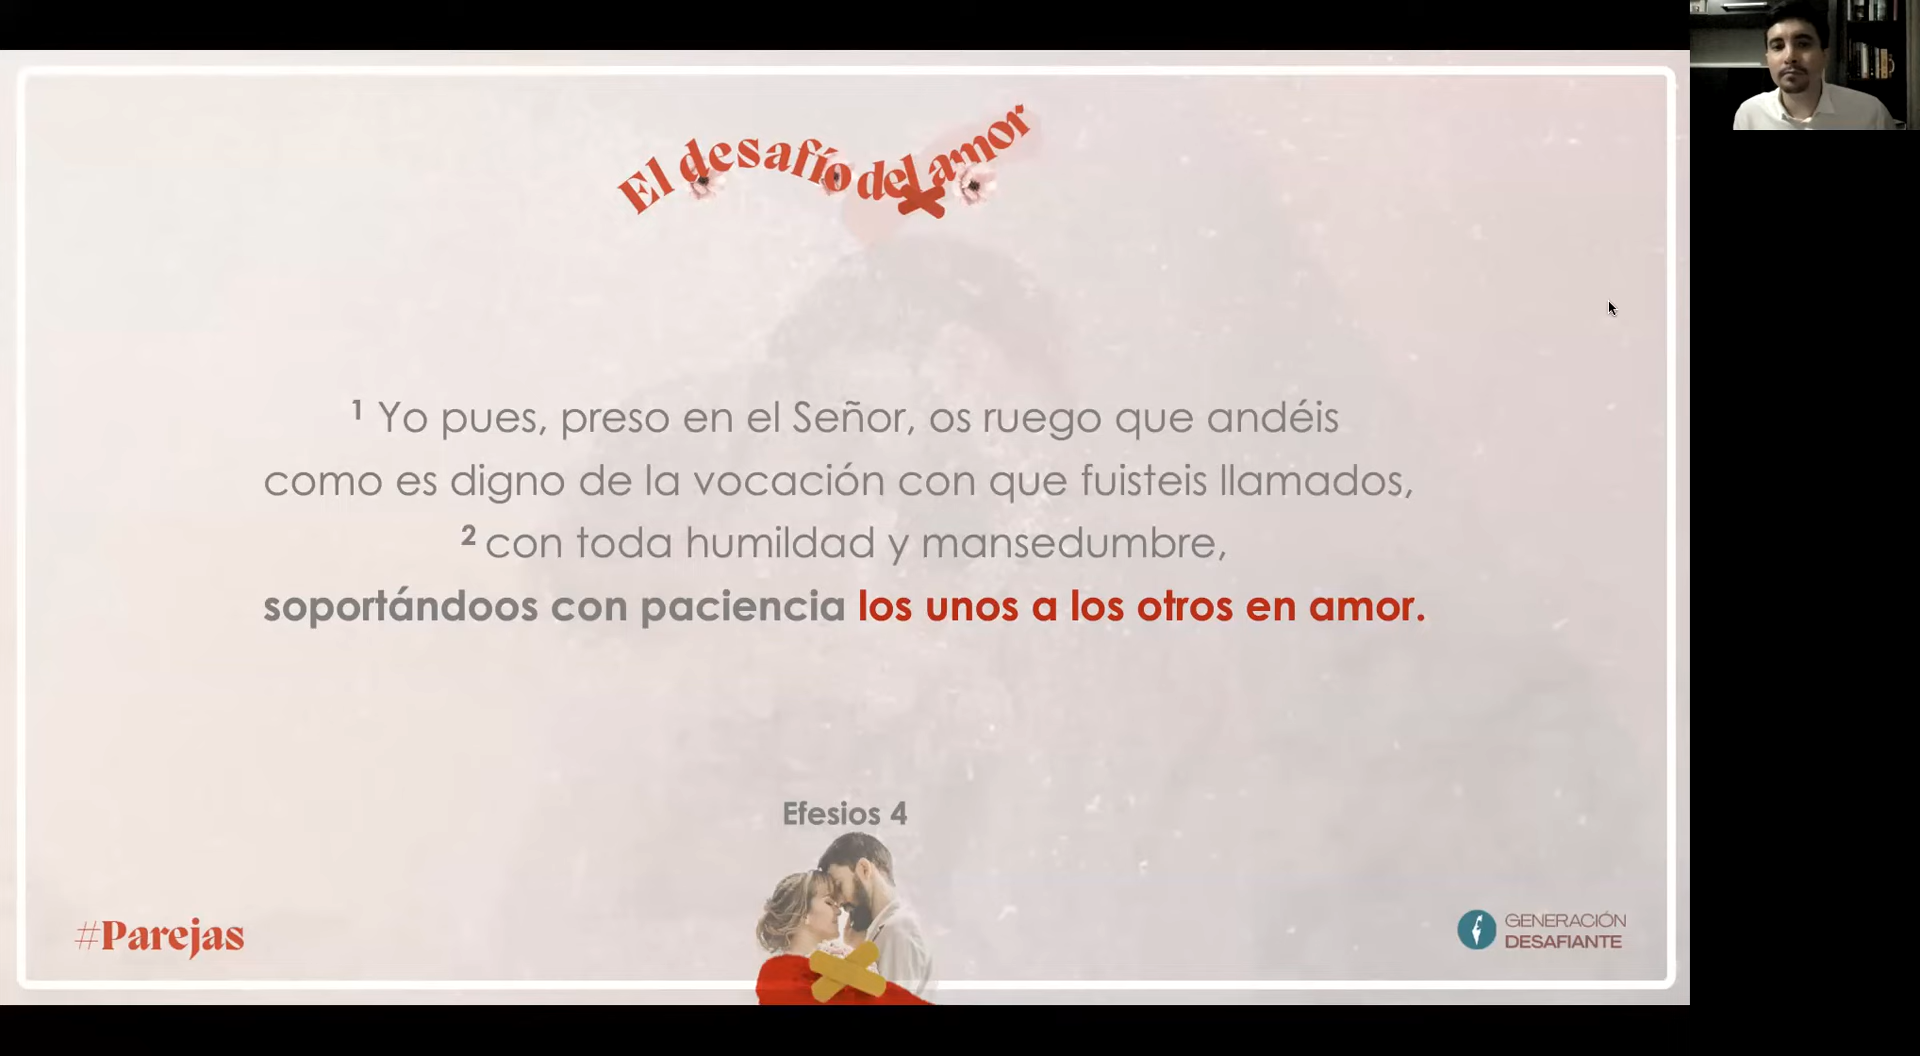 El desafío del amor
1 Yo pues, preso en el Señor, os ruego que andéis
como es digno de la vocación con que fuisteis llamados,
2 con toda humildad y mansedumbre,
soportándoos con paciencia los unos a los otros en amor.
Efesios 4
#Parejas
GENERACIÓN
DESAFIANTE